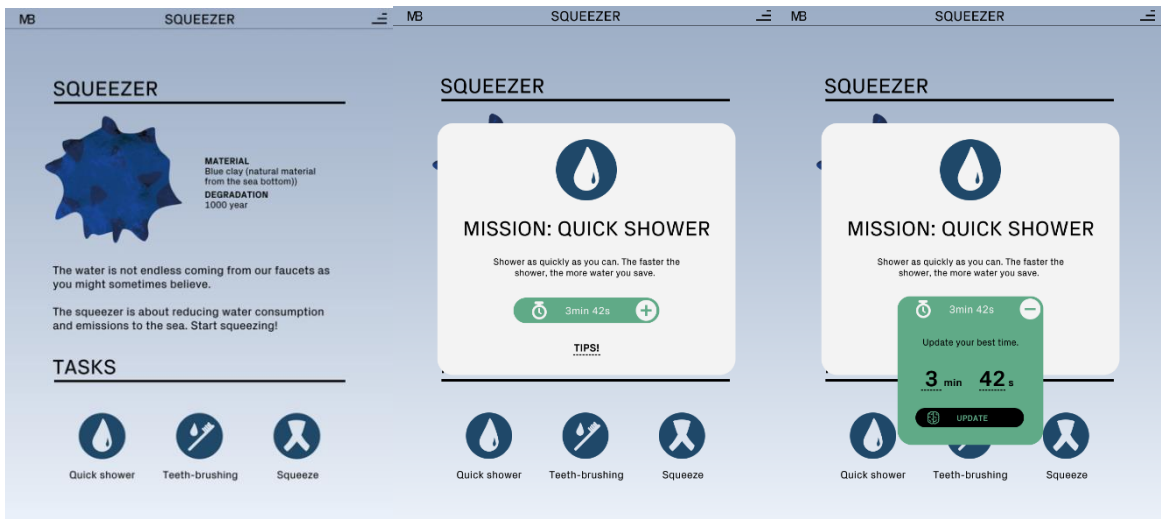 MB SQUEEZER
SQUEEZER
MATERIAL
Blue clay (natural material
from the sea bottom))
DEGRADATION
1000 year
The water is not endless coming from our faucets as
you might sometimes believe.
The squeezer is about reducing water consumption
and emissions to the sea. Start squeezing!
TASKS
Quick shower Teeth-brushing Squeeze
MB SQUEEZER
SQUEEZER
MISSION: QUICK SHOWER
Shower as quickly as you can. The faster the
shower, the more water you save.
3min 42s
TIPS!
Quick shower Teeth-brushing Squeeze
MB SQUEEZER
SQUEEZER
MISSION: QUICK SHOWER
Shower as quickly as you can. The faster the
shower, the more water you save.
3min 42s
Update your best time.
3 min 42 s
UPDATE
Quick shower Teeth-brushing Squeeze